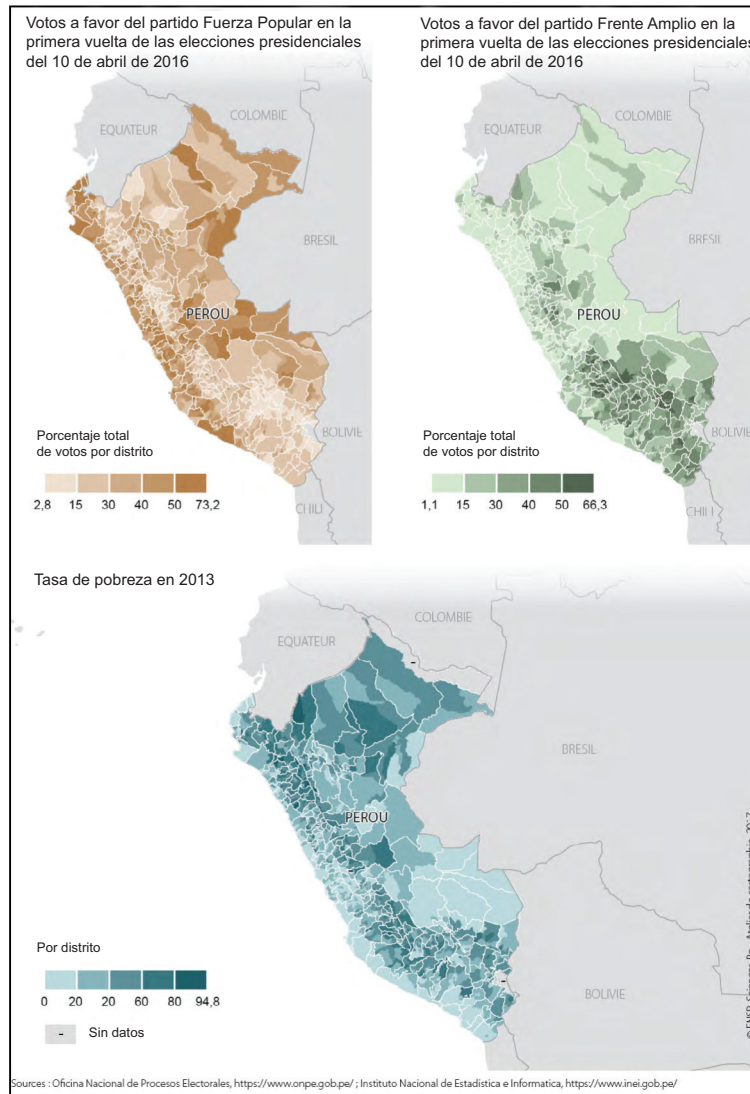 Votos a favor del partido Fuerza Popular en la
primera vuelta de las elecciones presidenciales
del 10 de abril de 2016
Votos a favor del partido Frente Amplio en la
primera vuelta de las elecciones presidenciales
del 10 de abril de 2016
EQUATEUR
COLOMBIE
BRESIL
PEROU
BOLIVIE
CHILI
Porcentaje total
de votos por distrito
2,8 15 30 40 50 73,2
EQUATEUR
COLOMBIE
BRESIL
PEROU
BOLIVIE
CHILI
Porcentaje total
de votos por distrito
1,1 15 30 40 50 66,3
Tasa de pobreza en 2013
EQUATEUR
COLOMBIE
-
BRESIL
PEROU
-
-
BOLIVIE
Por distrito
0 20 20 60 80 94,8
- Sin datos
Sources : Oficina Nacional de Procesos Electorales, https://www.onpe.gob.pe/ ; Instituto Nacional de Estadística e Informatica, https://www.inei.gob.pe/